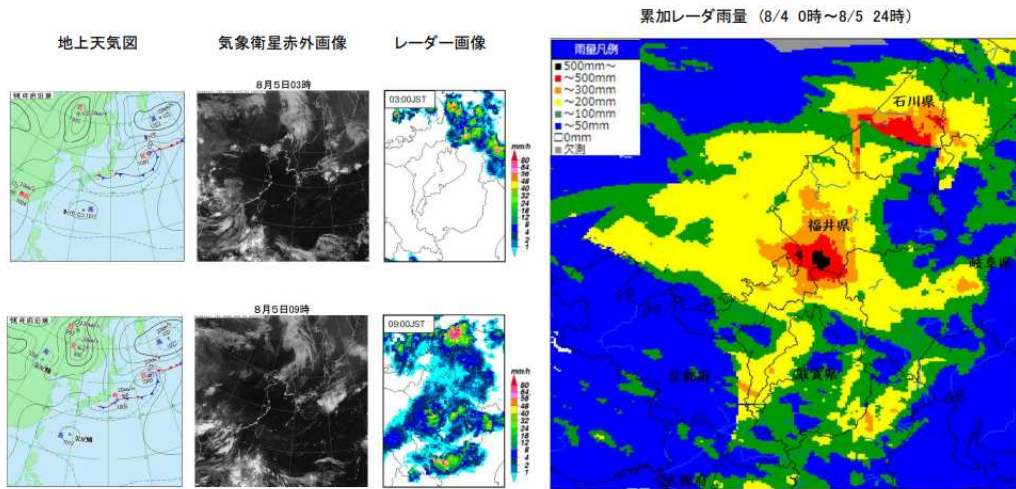 累加レーダ雨量 (8/4 0時～8/5 24時)
地上天気図
気象衛星赤外画像
レーダー画像
8月5日03時
03:00JST
mm/h
80
64
56
48
40
32
24
16
12
8
4
2
1
8月5日09時
09:00JST
mm/h
80
64
56
48
40
32
24
16
12
8
4
2
1
雨量凡例
500mm～
～500mm
～300mm
～200mm
～100mm
～50mm
0mm
欠測
石川県
福井県
岐阜県
京都府
滋賀県
大阪府